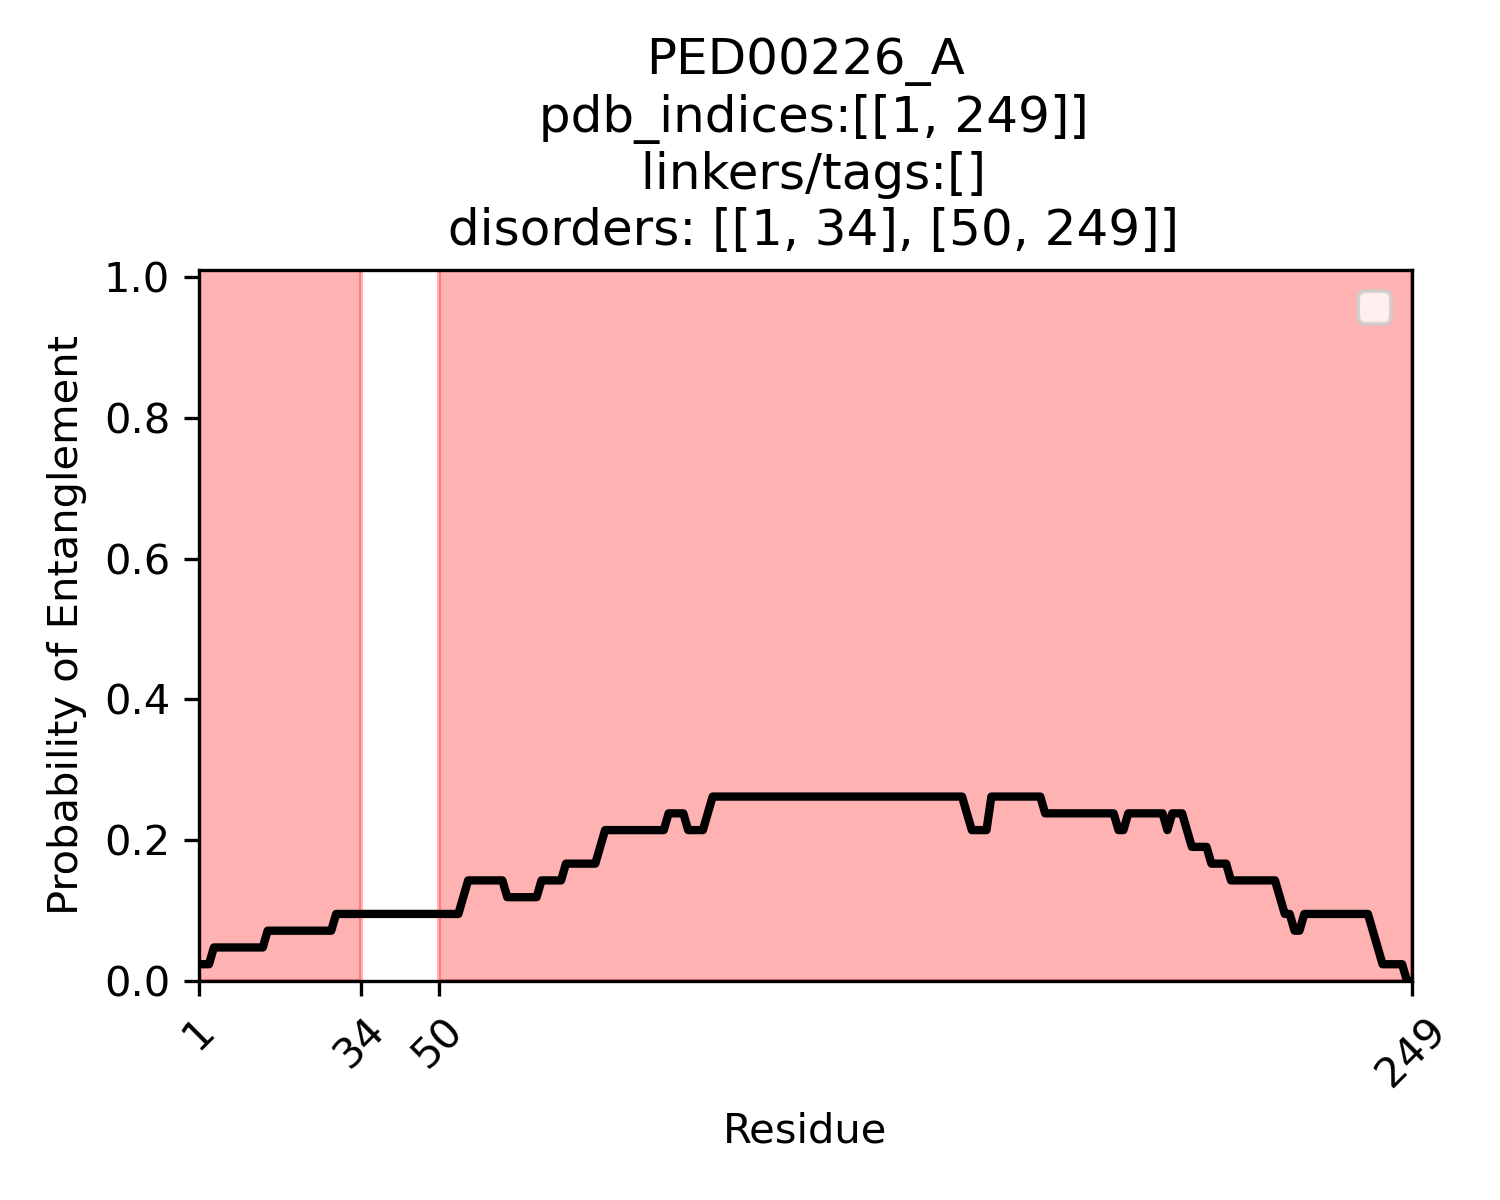 PED00226_A
pdb_indices:[[1, 249]]
linkers/tags:[]
disorders: [[1, 34], [50, 249]]
1.0
0.8
0.6
0.4
0.2
0.0
Probability of Entanglement
1
34
50
249
Residue